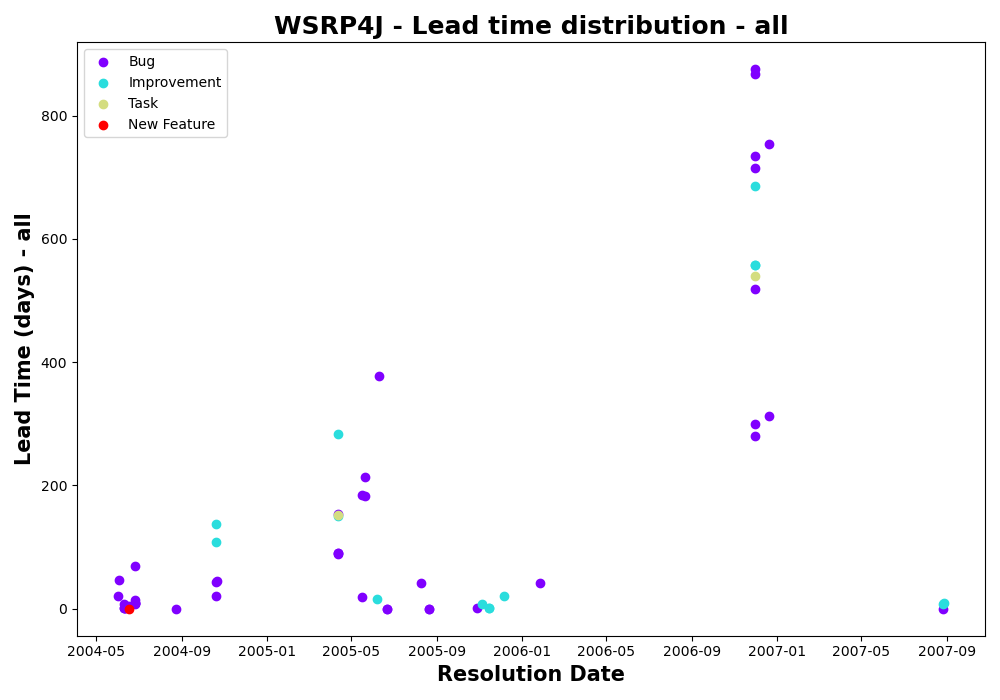 WSRP4J - Lead time distribution - all
Bug
Improvement
Task
New Feature
Lead Time (days) - all
800
600
400
200
0
2004-05 2004-09 2005-01 2005-05 2005-09 2006-01 2006-05 2006-09 2007-01 2007-05 2007-09
Resolution Date